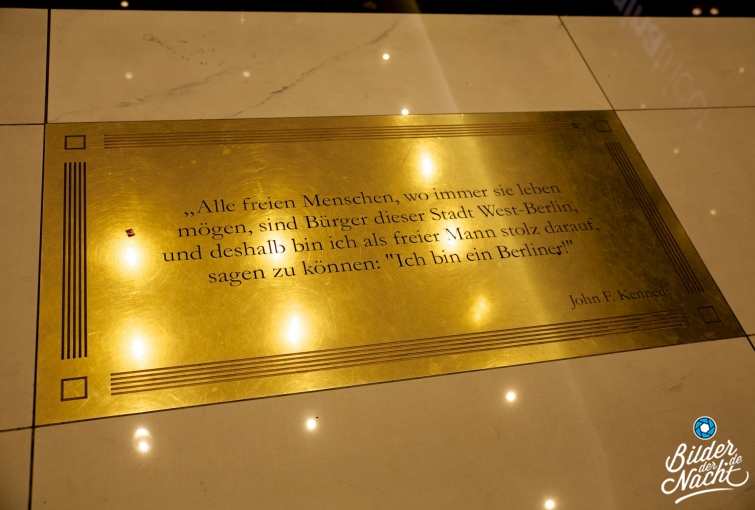 „Alle freien Menschen, wo immer sie leben
mögen, sind Bürger dieser Stadt West-Berlin,
und deshalb bin ich als freier Mann stolz darauf,
sagen zu können: "Ich bin ein Berliner!"
John F. Kennedy
Bilder
der
Nacht.de